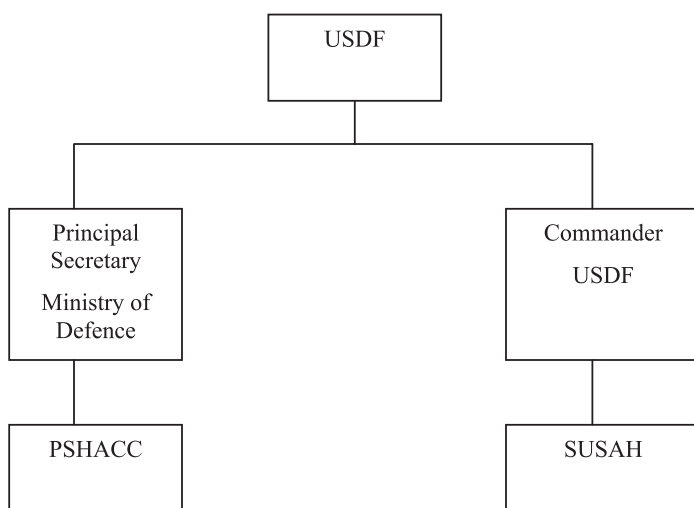 USDF
Principal
Secretary
Ministry of
Defence
Commander
USDF
PSHACC
SUSAH